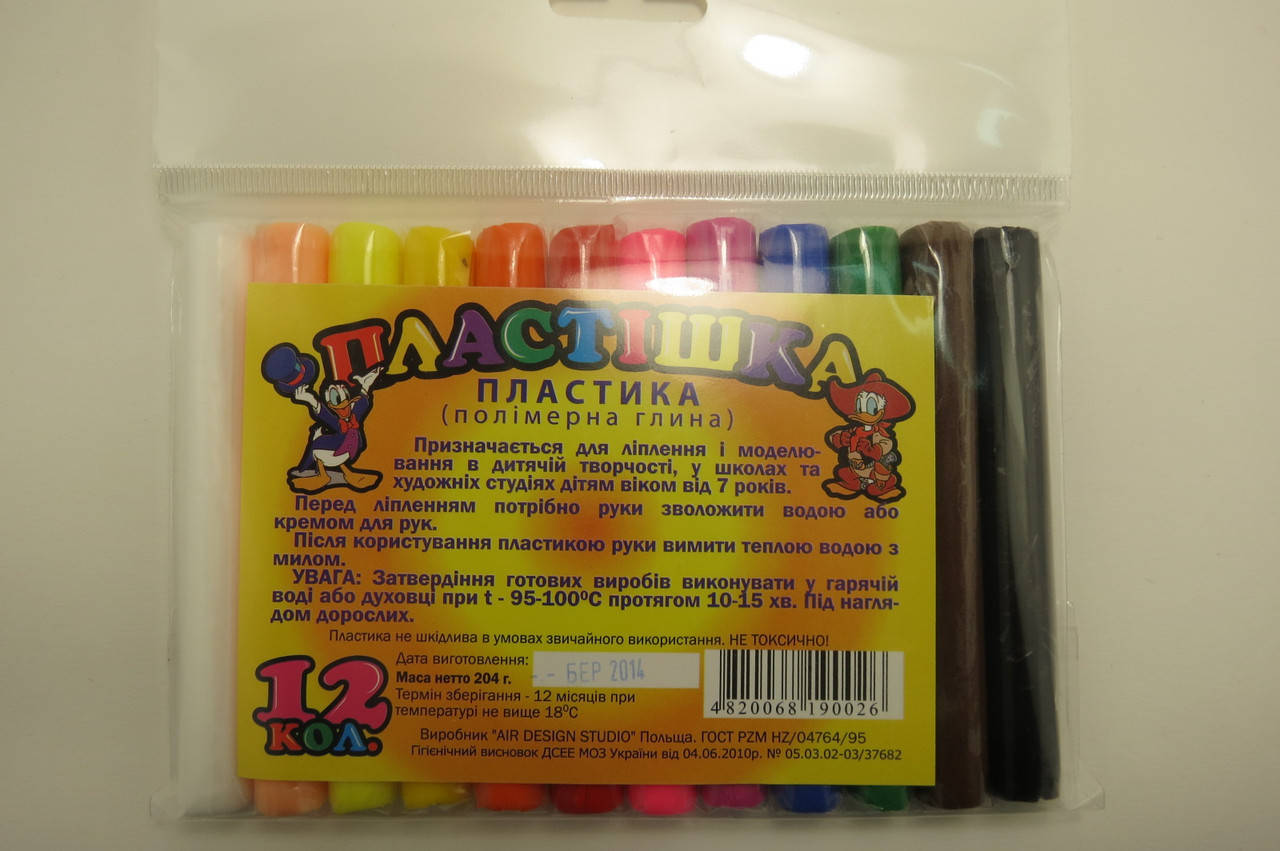 ПЛАСТІШКА
ПЛАСТИКА
(полімерна глина)
Призначається для ліплення і моделю-
вання в дитячій творчості, у школах та
художніх студіях дітям віком від 7 років.
Перед ліпленням потрібно руки зволожити водою або
кремом для рук.
Після користування пластикою руки вимити теплою водою з
милом.
УВАГА: Затвердіння готових виробів виконувати у гарячій
воді або духовці при t - 95-100⁰С протягом 10-15 хв. Під нагля-
дом дорослих.
Пластика не шкідлива в умовах звичайного використання. НЕ ТОКСИЧНО!
12
КОЛ.
Дата виготовлення: -.- БЕР 2014
Маса нетто 204 г.
Термін зберігання - 12 місяців при
температурі не вище 18⁰С
4 820068 190026
Виробник "AIR DESIGN STUDIO" Польща. ГОСТ PZM HZ/04764/95
Гігієнічний висновок ДСЕЕ МОЗ України від 04.06.2010р. № 05.03.02-03/37682